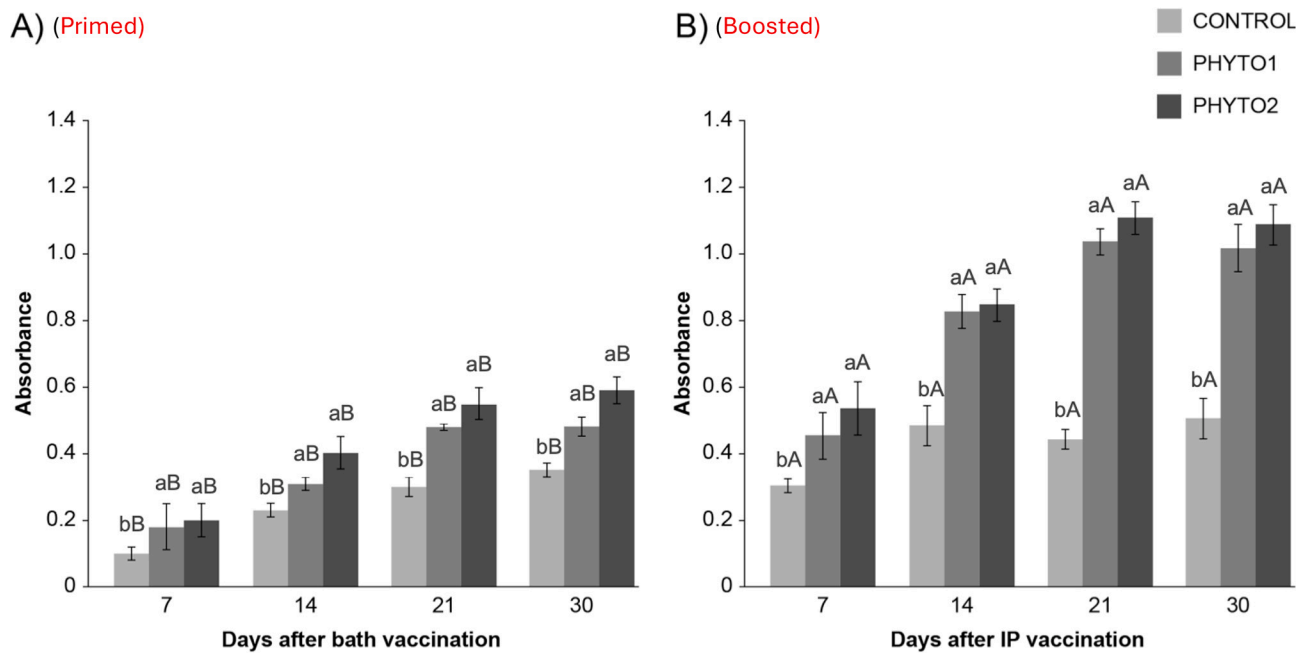 A) (Primed)
B) (Boosted)
CONTROL
PHYTO1
PHYTO2
Absorbance
1.4
1.2
1.0
0.8
0.6
0.4
0.2
0
bB aB aB
bB aB aB
bB aB aB
bB aB aB
7 14 21 30
Days after bath vaccination
Absorbance
1.4
1.2
1.0
0.8
0.6
0.4
0.2
0
bA aA aA
bA aA aA
bA aA aA
bA aA aA
7 14 21 30
Days after IP vaccination